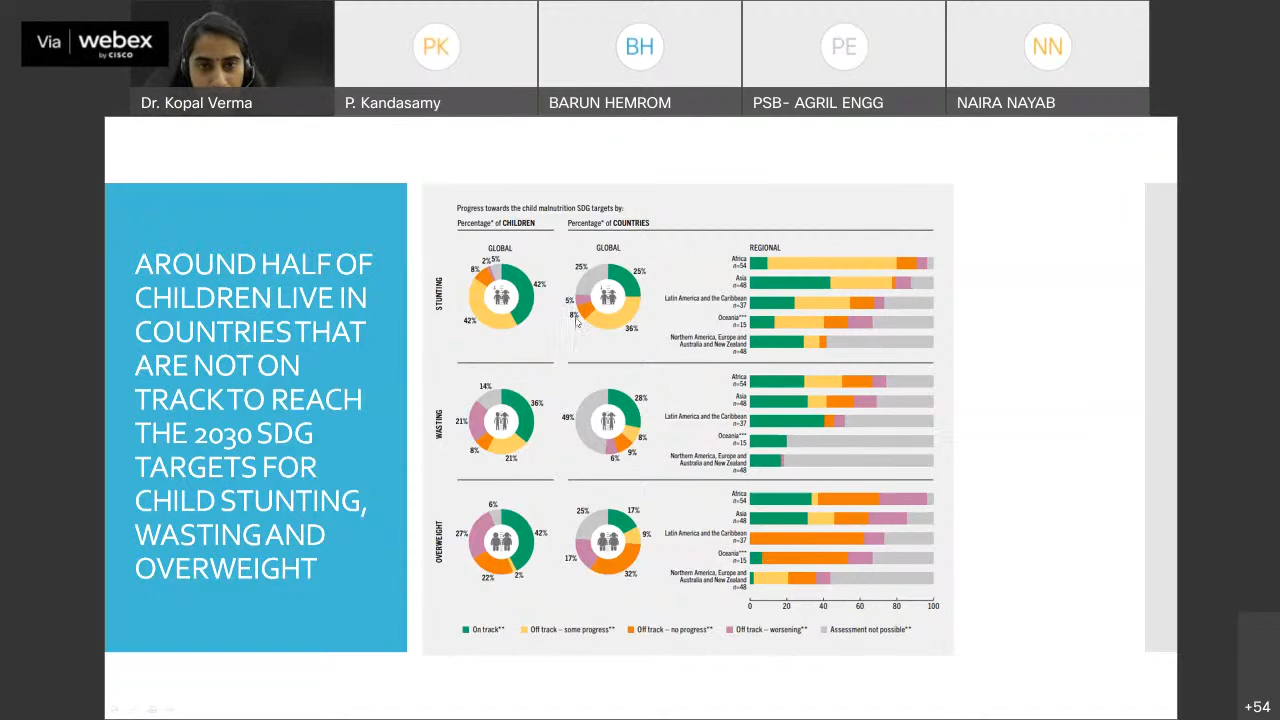 Via webex
by CISCO
PK
BH
PE
NN
Dr. Kopal Verma
P. Kandasamy
BARUN HEMROM
PSB- AGRIL ENGG
NAIRA NAYAB
AROUND HALF OF
CHILDREN LIVE IN
COUNTRIES THAT
ARE NOT ON
TRACK TO REACH
THE 2030 SDG
TARGETS FOR
CHILD STUNTING,
WASTING AND
OVERWEIGHT
Progress towards the child malnutrition SDG targets by:
Percentage* of CHILDREN
Percentage* of COUNTRIES
GLOBAL
GLOBAL
REGIONAL
STUNTING
2%
5%
8%
42%
42%
25%
25%
5%
8%
36%
Africa
n=54
Asia
n=48
Latin America and the Caribbean
n=37
Oceania***
n=15
Northern America, Europe and
Australia and New Zealand
n=48
WASTING
14%
36%
21%
8%
21%
28%
49%
8%
9%
6%
Africa
n=54
Asia
n=48
Latin America and the Caribbean
n=37
Oceania***
n=15
Northern America, Europe and
Australia and New Zealand
n=48
OVERWEIGHT
6%
27%
42%
22%
2%
25%
17%
9%
17%
32%
Africa
n=54
Asia
n=48
Latin America and the Caribbean
n=37
Oceania***
n=15
Northern America, Europe and
Australia and New Zealand
n=48
0 20 40 60 80 100
On track** Off track – some progress** Off track – no progress** Off track – worsening** Assessment not possible**
+54